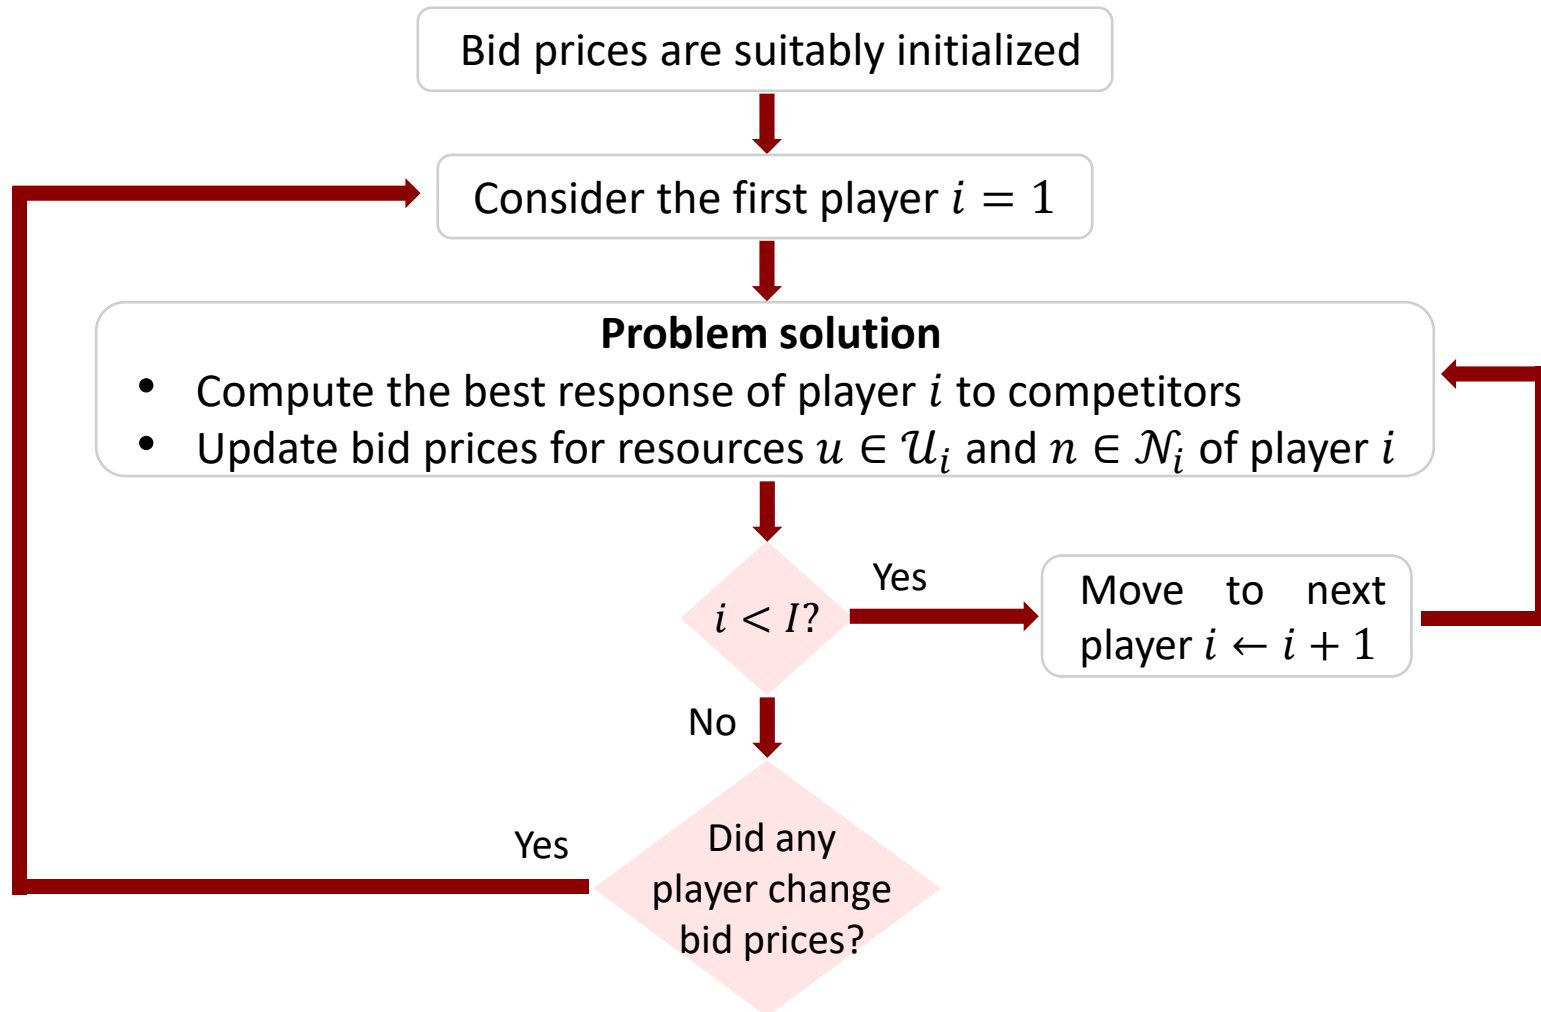 Bid prices are suitably initialized
Consider the first player 𝑖 = 1
Problem solution
• Compute the best response of player 𝑖 to competitors
• Update bid prices for resources 𝑢 ∈ 𝒰ᵢ and 𝑛 ∈ 𝒩ᵢ of player 𝑖
𝑖 < 𝐼?
Yes
Move to next
player 𝑖 ← 𝑖 + 1
No
Yes
Did any
player change
bid prices?